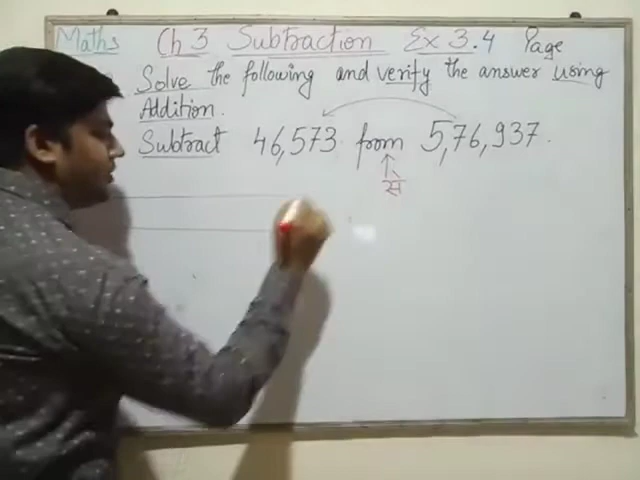 Maths Ch 3 Subtraction Ex 3.4 Page
Solve the following and verify the answer using
Addition.
Subtract 46,573 from 5,76,937.
से